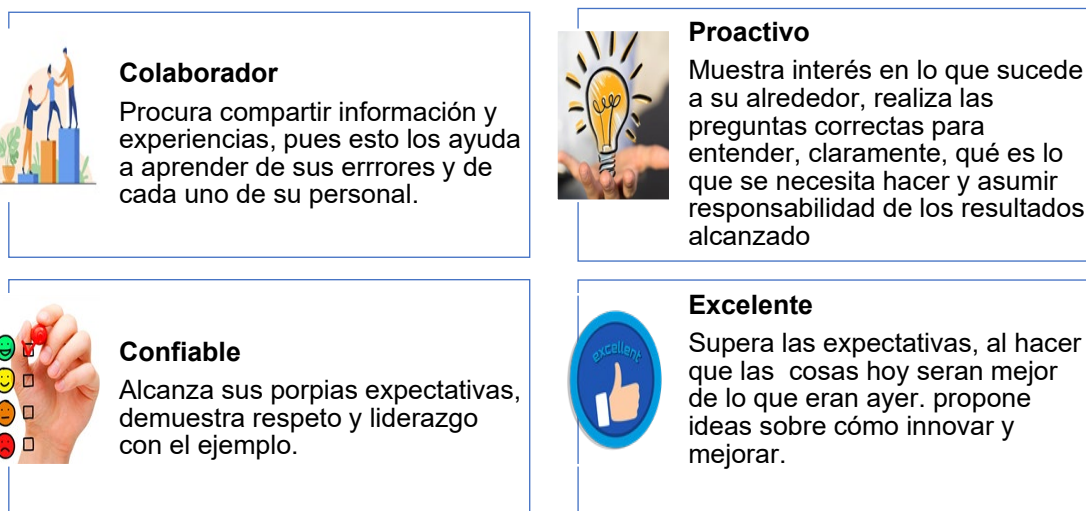 Colaborador
Procura compartir información y
experiencias, pues esto los ayuda
a aprender de sus errrores y de
cada uno de su personal.
Proactivo
Muestra interés en lo que sucede
a su alrededor, realiza las
preguntas correctas para
entender, claramente, qué es lo
que se necesita hacer y asumir
responsabilidad de los resultados
alcanzado
Confiable
Alcanza sus porpias expectativas,
demuestra respeto y liderazgo
con el ejemplo.
excellent
Excelente
Supera las expectativas, al hacer
que las  cosas hoy seran mejor
de lo que eran ayer. propone
ideas sobre cómo innovar y
mejorar.